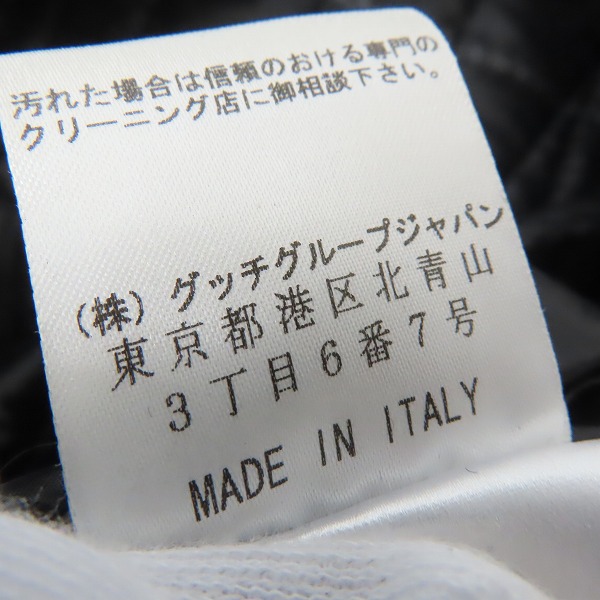 汚れた場合は信頼のおける専門の
クリーニング店に御相談下さい。
（株）グッチグループジャパン
東京都港区北青山
3丁目6番7号
MADE IN ITALY